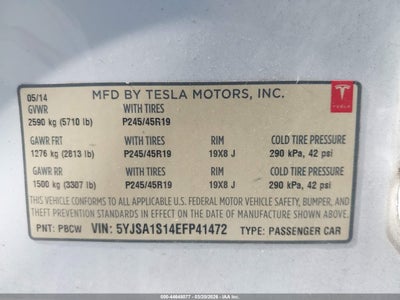 05/14 MFD BY TESLA MOTORS, INC.
GVWR WITH TIRES
2590 kg (5710 lb) P245/45R19
TESLA
GAWR FRT WITH TIRES RIM COLD TIRE PRESSURE
1276 kg (2813 lb) P245/45R19 19X8 J 290 kPa, 42 psi
GAWR RR WITH TIRES RIM COLD TIRE PRESSURE
1500 kg (3307 lb) P245/45R19 19X8 J 290 kPa, 42 psi
THIS VEHICLE CONFORMS TO ALL APPLICABLE U.S. FEDERAL MOTOR VEHICLE SAFETY, BUMPER, AND
THEFT PREVENTION STANDARDS IN EFFECT ON THE DATE OF MANUFACTURE SHOWN ABOVE.
PNT: PBCW VIN: 5YJSA1S14EFP41472 TYPE: PASSENGER CAR